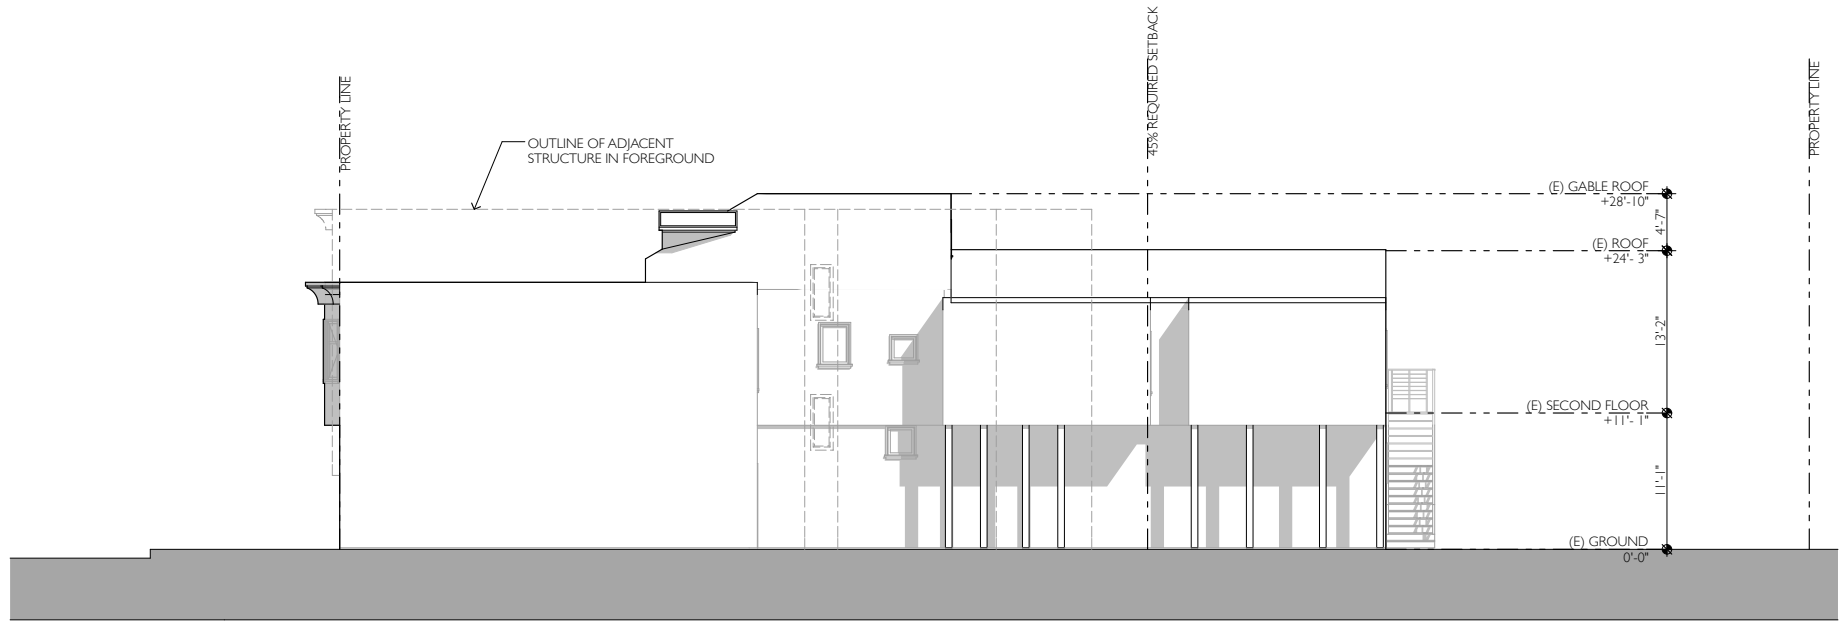 PROPERTY LINE
OUTLINE OF ADJACENT
STRUCTURE IN FOREGROUND
45% REQUIRED SETBACK
PROPERTY LINE
(E) GABLE ROOF
+28'-10"
4'-7"
(E) ROOF
+24'- 3"
13'-2"
(E) SECOND FLOOR
+11'- 1"
11'-1"
(E) GROUND
0'-0"